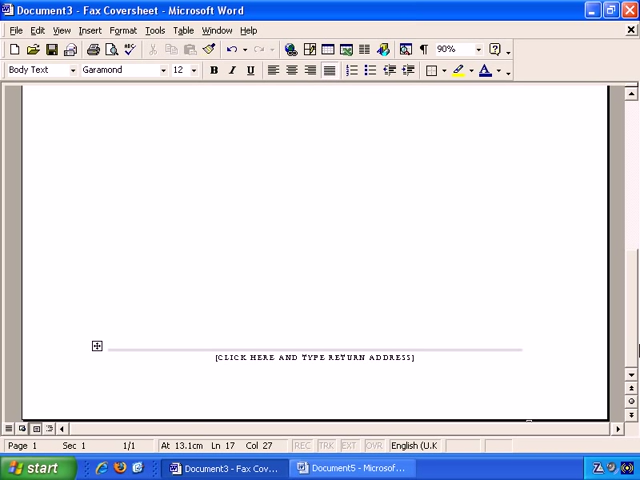 Document3 - Fax Coversheet - Microsoft Word
File Edit View Insert Format Tools Table Window Help
90%
Body Text Garamond 12 B I U A
[CLICK HERE AND TYPE RETURN ADDRESS]
Page 1 Sec 1 1/1 At 13.1cm Ln 17 Col 27 REC TRK EXT OVR English (U.K
start Document3 - Fax Cov... Document5 - Microsof...